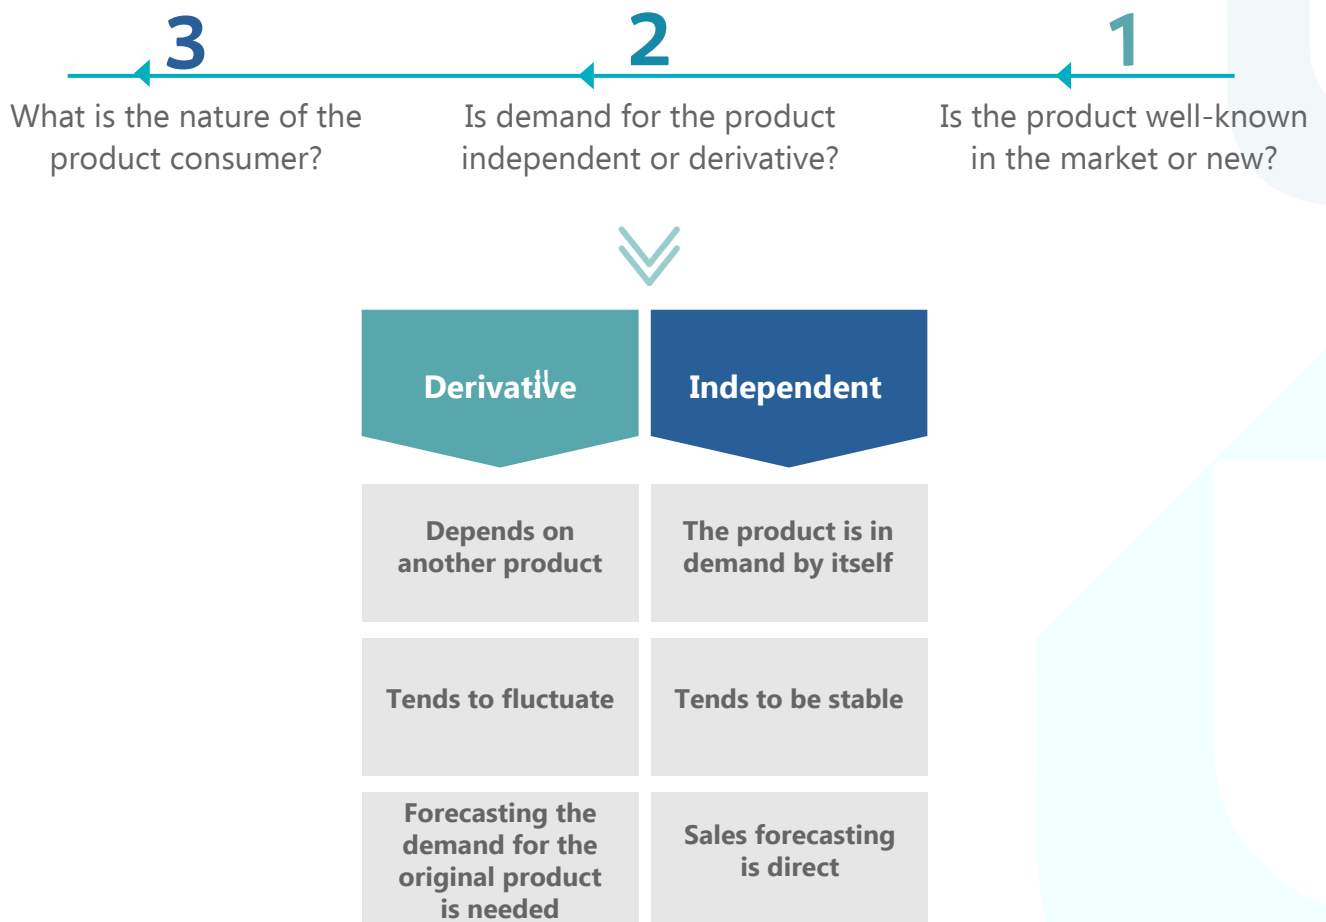 3
What is the nature of the
product consumer?
2
Is demand for the product
independent or derivative?
1
Is the product well-known
in the market or new?
Derivative
Independent
Depends on
another product
The product is in
demand by itself
Tends to fluctuate
Tends to be stable
Forecasting the
demand for the
original product
is needed
Sales forecasting
is direct